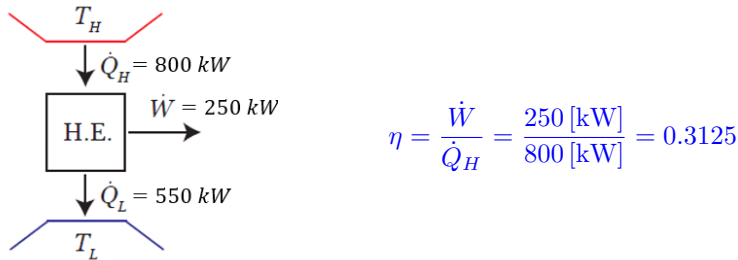 T_H
Q̇_H = 800 kW
Ẇ = 250 kW
H.E.
η = Ẇ / Q̇_H = 250 [kW] / 800 [kW] = 0.3125
Q̇_L = 550 kW
T_L